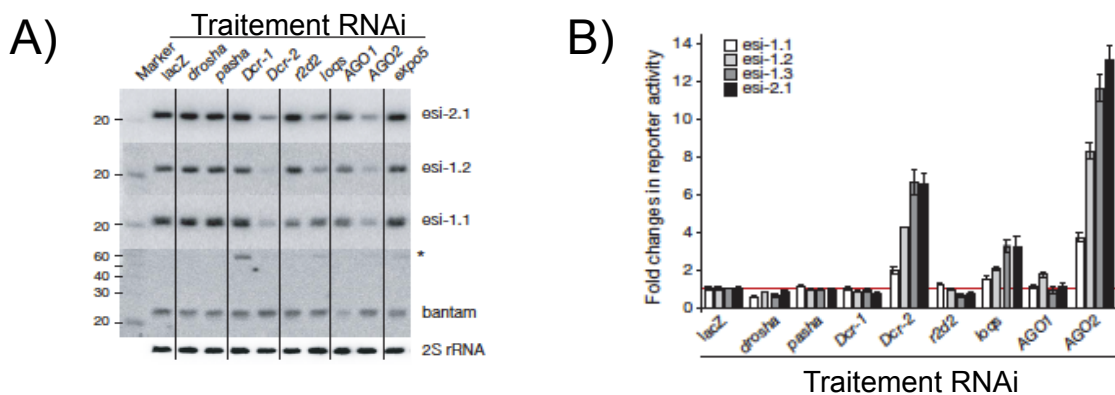 A)
Traitement RNAi
Marker lacZ drosha pasha Dcr-1 Dcr-2 r2d2 loqs AGO1 AGO2 expo5
20 esi-2.1
20 esi-1.2
20 esi-1.1
60 *
50
40
30
bantam
20
2S rRNA
B)
Fold changes in reporter activity
14
12
10
8
6
4
2
0
esi-1.1
esi-1.2
esi-1.3
esi-2.1
lacZ drosha pasha Dcr-1 Dcr-2 r2d2 loqs AGO1 AGO2
Traitement RNAi